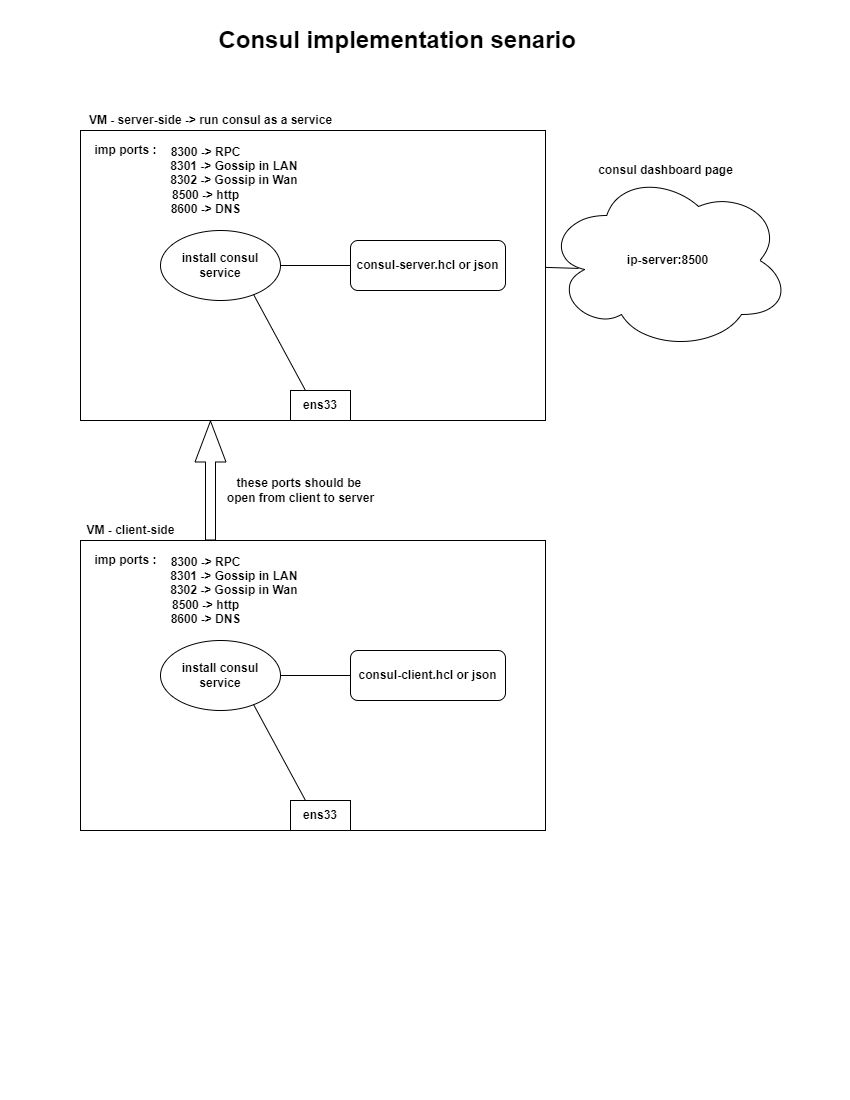 Consul implementation senario
VM - server-side -> run consul as a service
imp ports :
8300 -> RPC
8301 -> Gossip in LAN
8302 -> Gossip in Wan
8500 -> http
8600 -> DNS
consul dashboard page
install consul
service
consul-server.hcl or json
ip-server:8500
ens33
these ports should be
open from client to server
VM - client-side
imp ports :
8300 -> RPC
8301 -> Gossip in LAN
8302 -> Gossip in Wan
8500 -> http
8600 -> DNS
install consul
service
consul-client.hcl or json
ens33